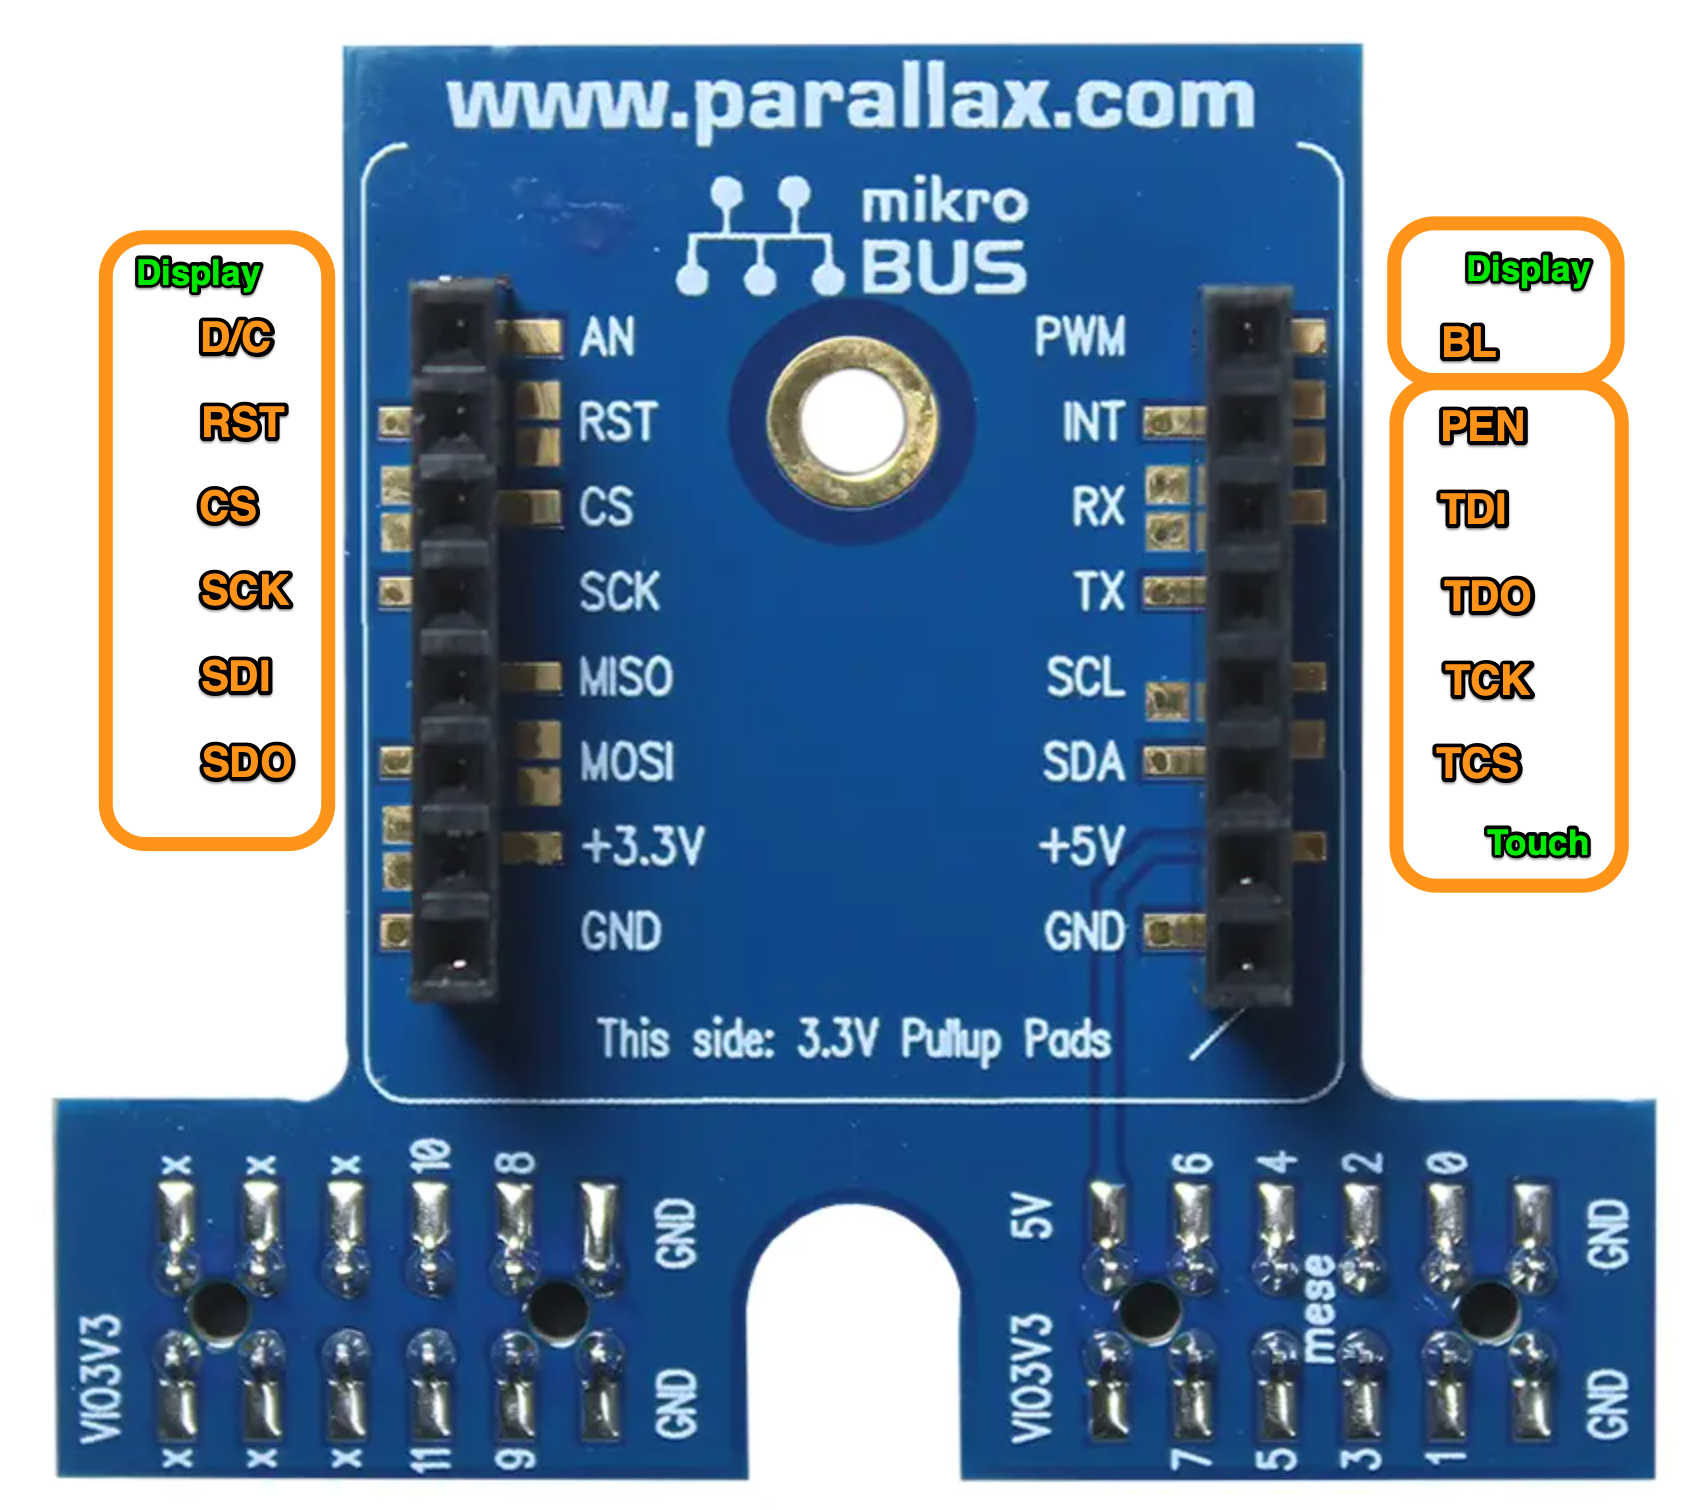 www.parallax.com
mikro
BUS
Display
D/C
RST
CS
SCK
SDI
SDO
AN
RST
CS
SCK
MISO
MOSI
+3.3V
GND
PWM
INT
RX
TX
SCL
SDA
+5V
GND
Display
BL
PEN
TDI
TDO
TCK
TCS
Touch
This side: 3.3V Pullup Pads
x x x 10 8 GND
VIO3V3
x x x 11 9 GND
5V 6 4 2 0 GND
mese
VIO3V3
7 5 3 1 GND